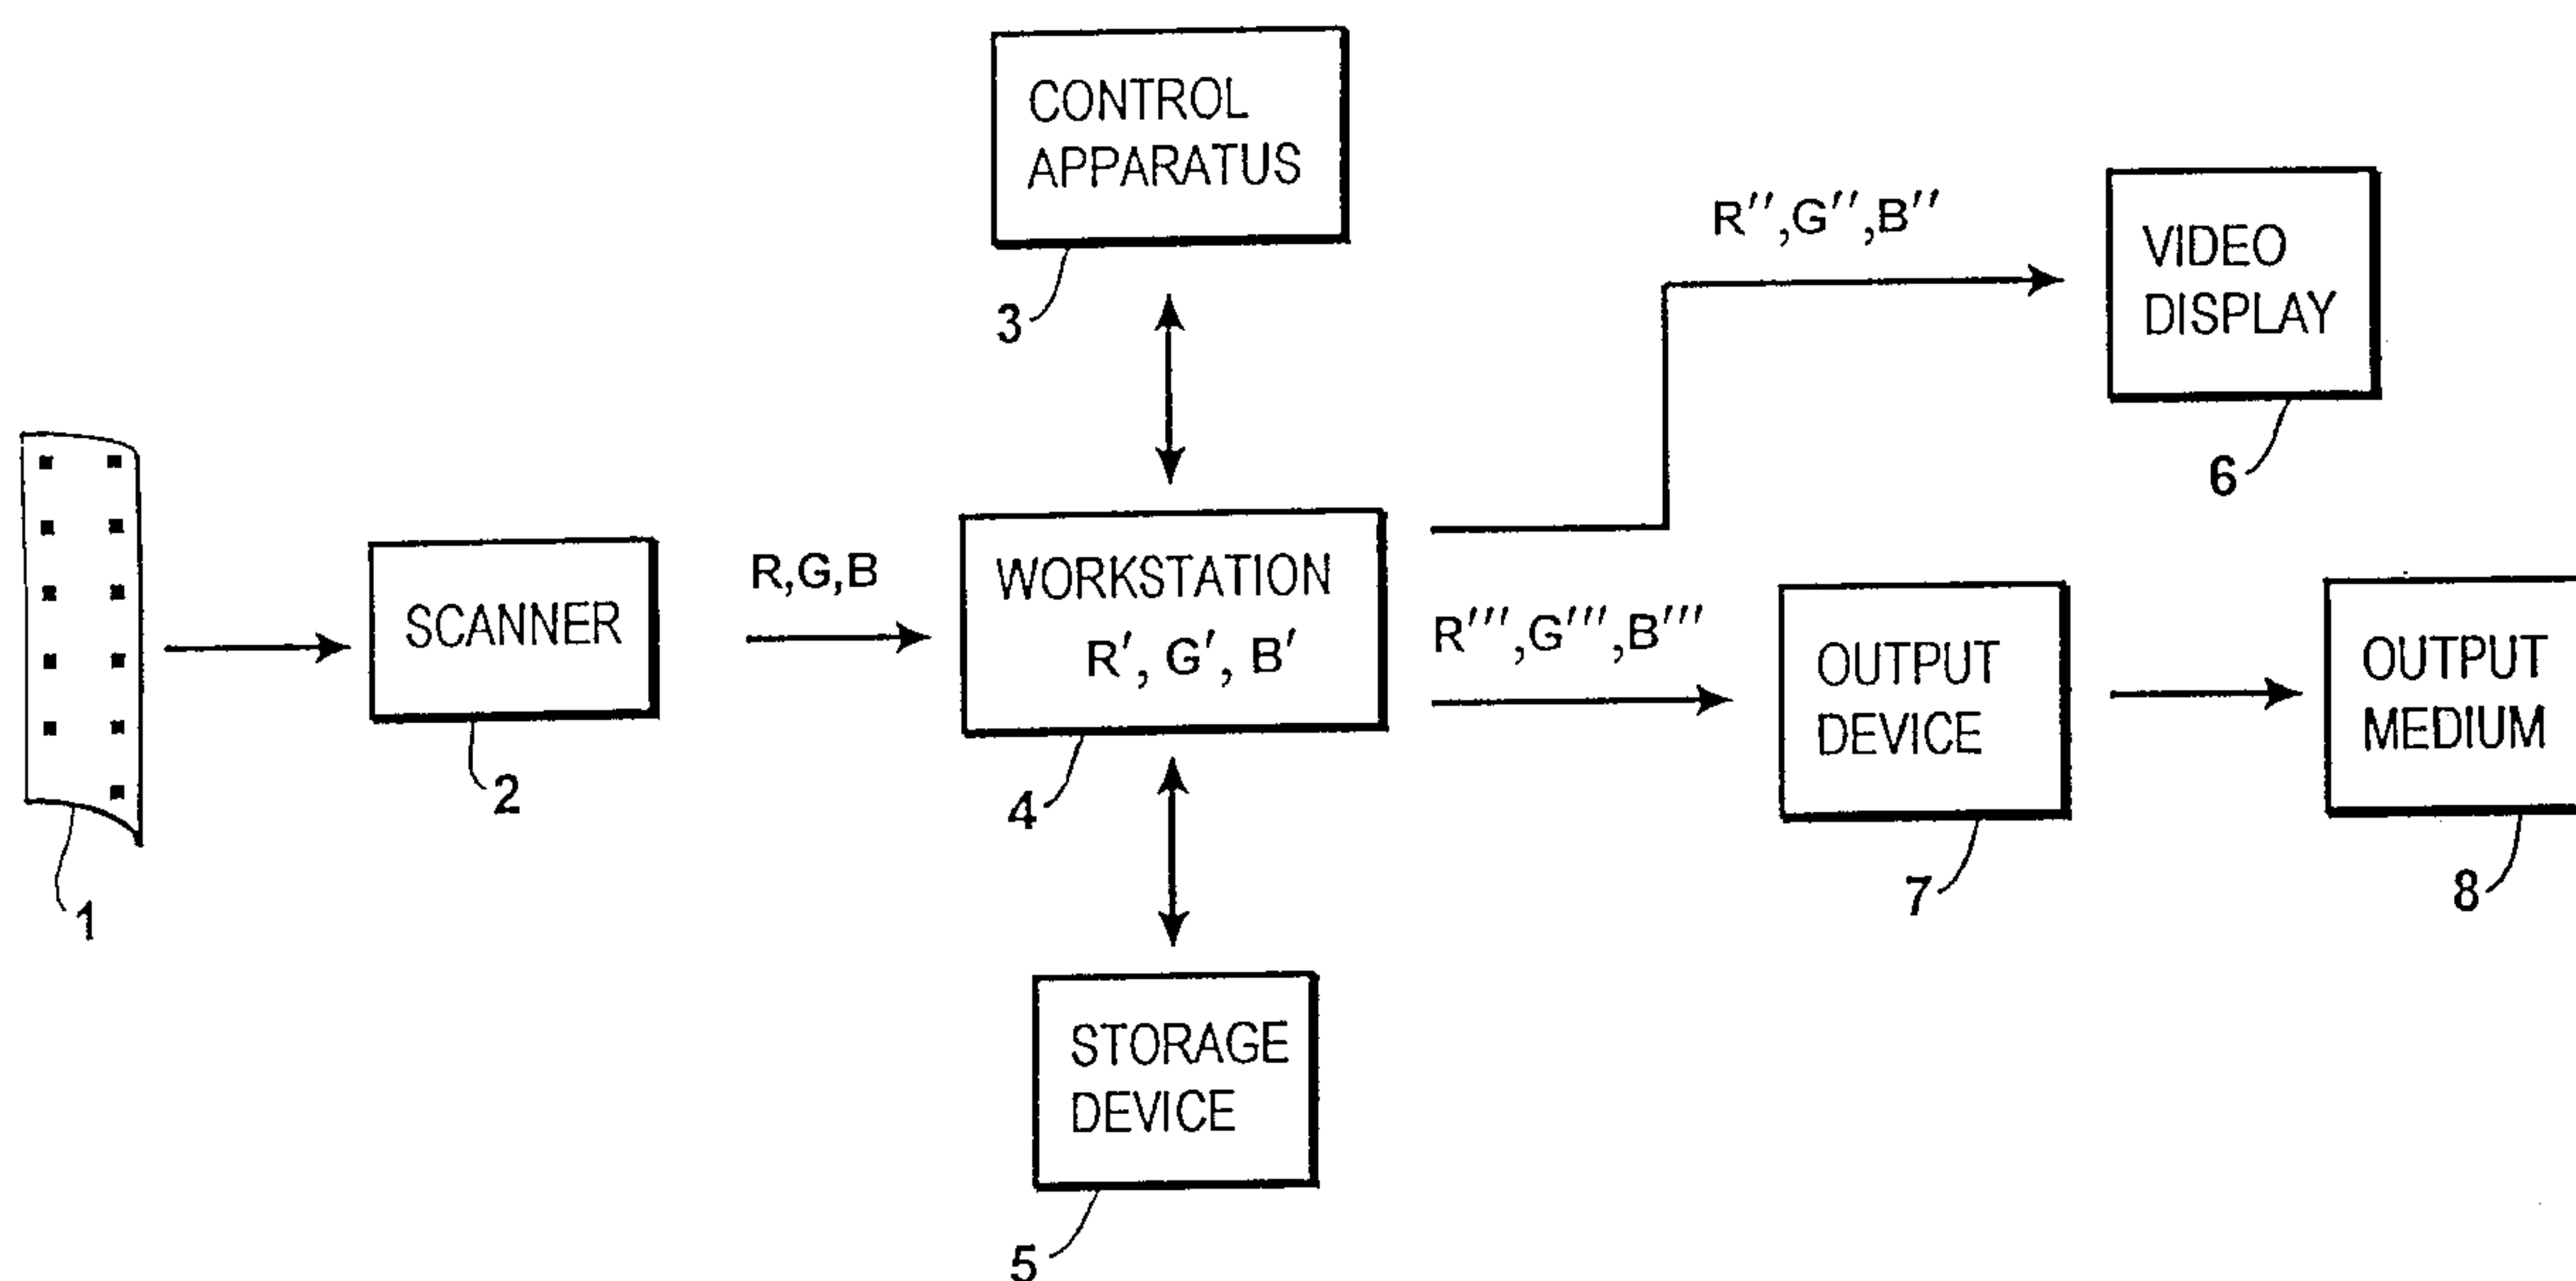 CONTROL
APPARATUS
3
R'',G'',B''
VIDEO
DISPLAY
6
1
SCANNER
2
R,G,B
WORKSTATION
R', G', B'
4
R''',G''',B'''
OUTPUT
DEVICE
7
OUTPUT
MEDIUM
8
STORAGE
DEVICE
5